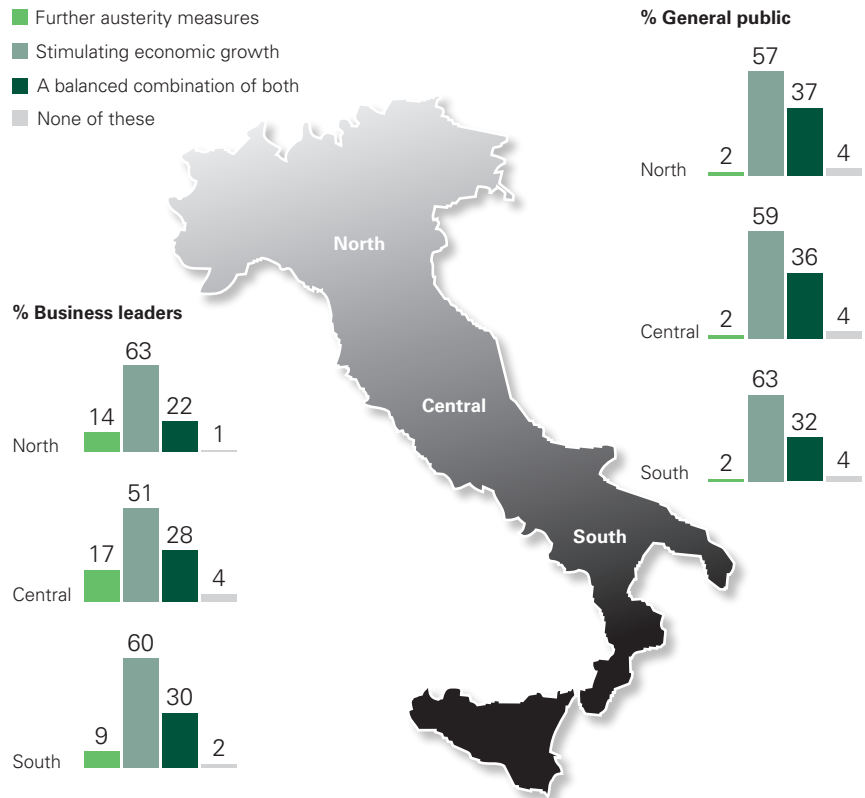 Further austerity measures
Stimulating economic growth
A balanced combination of both
None of these
% General public
57
37
2
4
North
59
36
2
4
Central
63
32
2
4
South
North
Central
South
% Business leaders
63
14
22
1
North
51
17
28
4
Central
60
9
30
2
South